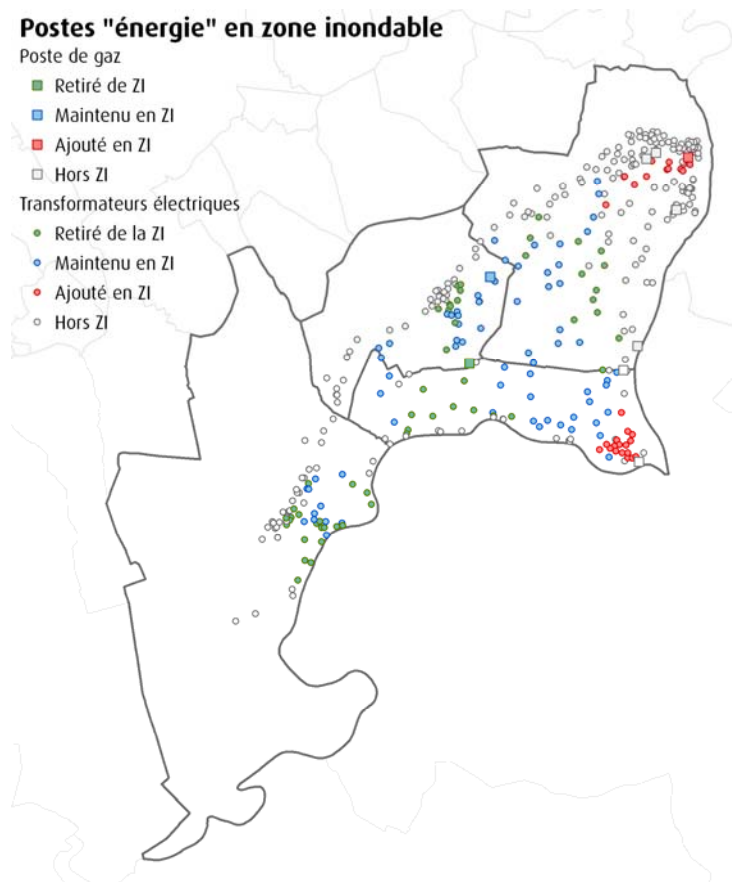 Postes "énergie" en zone inondable
Poste de gaz
Retiré de ZI
Maintenu en ZI
Ajouté en ZI
Hors ZI
Transformateurs électriques
Retiré de la ZI
Maintenu en ZI
Ajouté en ZI
Hors ZI